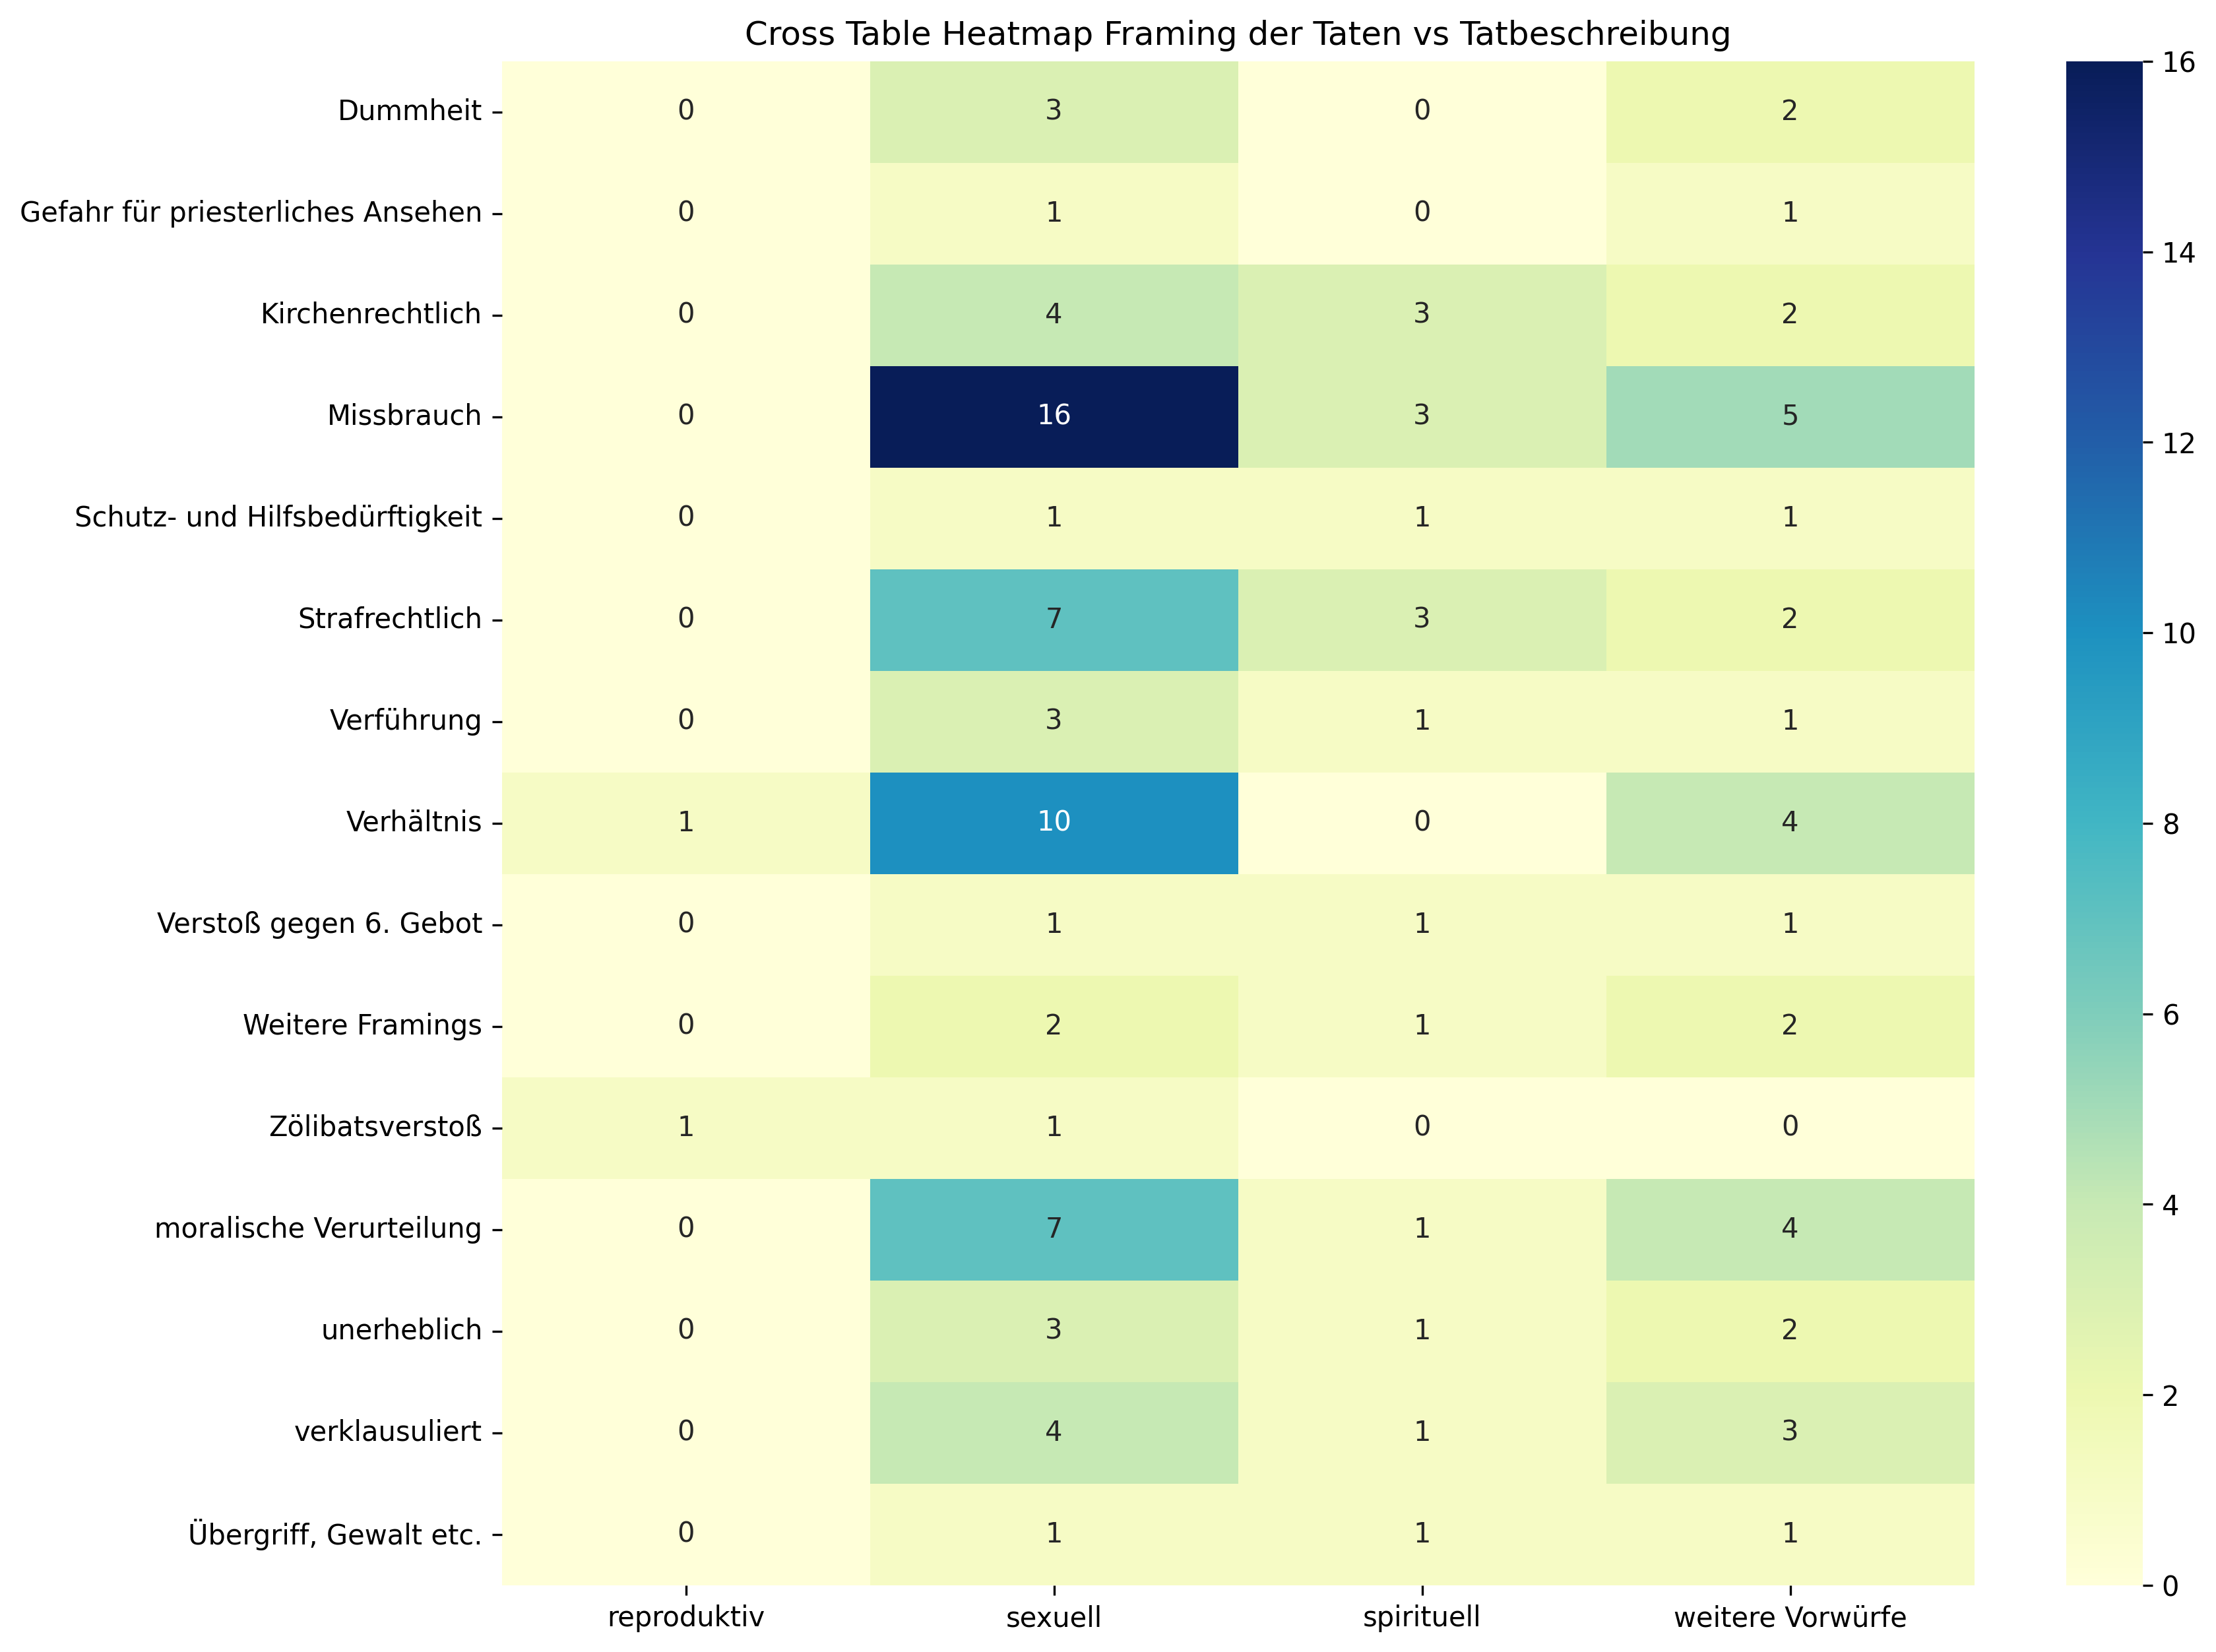 Cross Table Heatmap Framing der Taten vs Tatbeschreibung
Dummheit 0 3 0 2
Gefahr für priesterliches Ansehen 0 1 0 1
Kirchenrechtlich 0 4 3 2
Missbrauch 0 16 3 5
Schutz- und Hilfsbedürftigkeit 0 1 1 1
Strafrechtlich 0 7 3 2
Verführung 0 3 1 1
Verhältnis 1 10 0 4
Verstoß gegen 6. Gebot 0 1 1 1
Weitere Framings 0 2 1 2
Zölibatsverstoß 1 1 0 0
moralische Verurteilung 0 7 1 4
unerheblich 0 3 1 2
verklausuliert 0 4 1 3
Übergriff, Gewalt etc. 0 1 1 1
reproduktiv sexuell spirituell weitere Vorwürfe
16
14
12
10
8
6
4
2
0